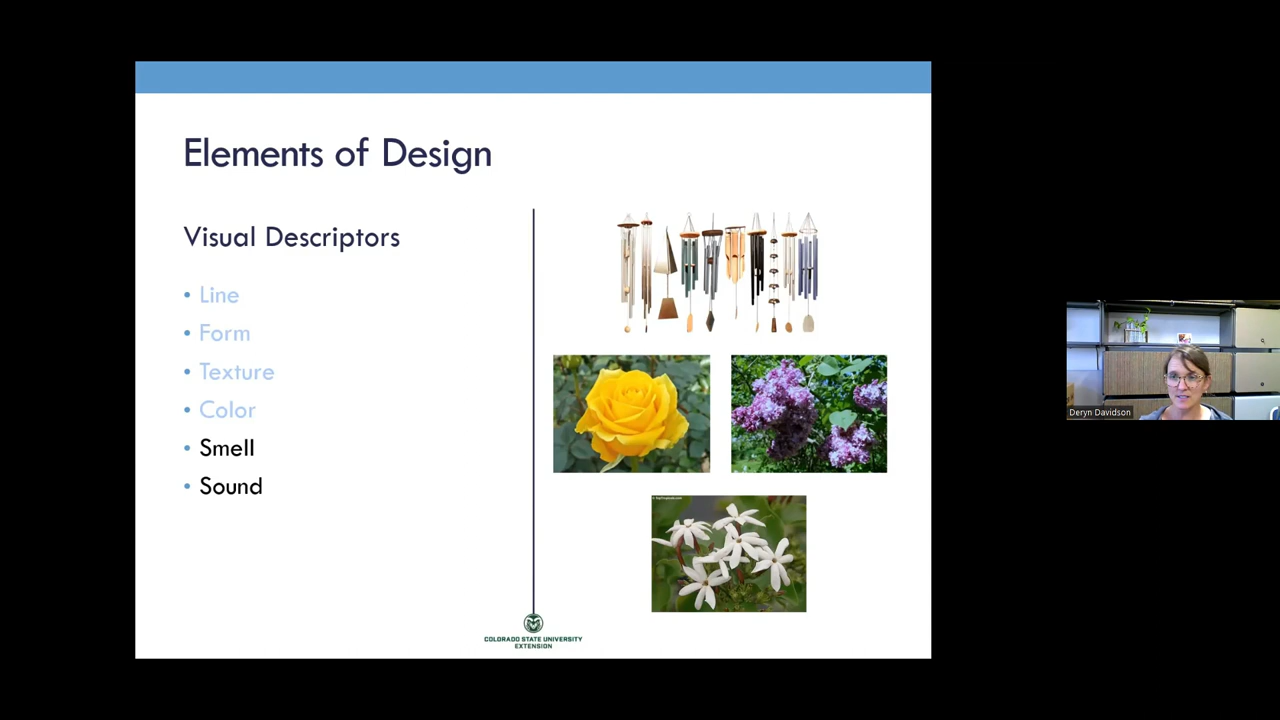 Elements of Design
Visual Descriptors
• Line
• Form
• Texture
• Color
• Smell
• Sound
COLORADO STATE UNIVERSITY
EXTENSION
Deryn Davidson